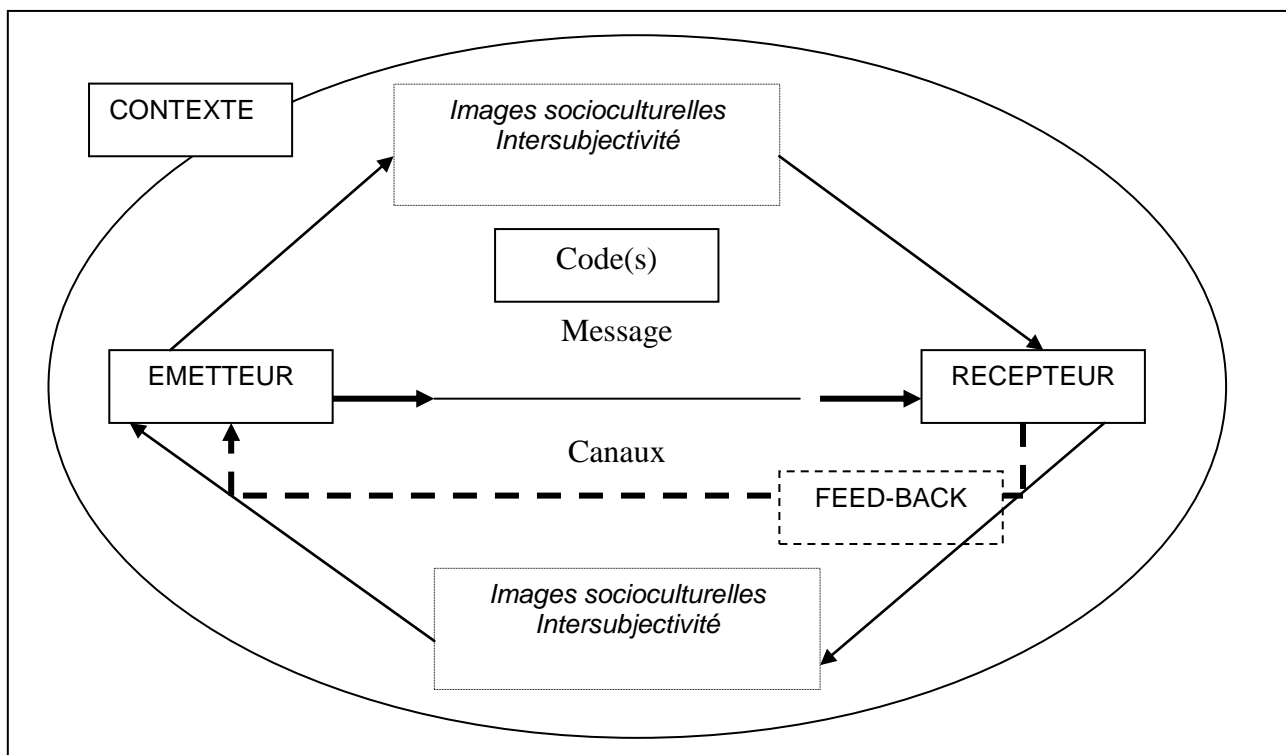 CONTEXTE
Images socioculturelles
Intersubjectivité
Code(s)
Message
EMETTEUR
RECEPTEUR
Canaux
FEED-BACK
Images socioculturelles
Intersubjectivité